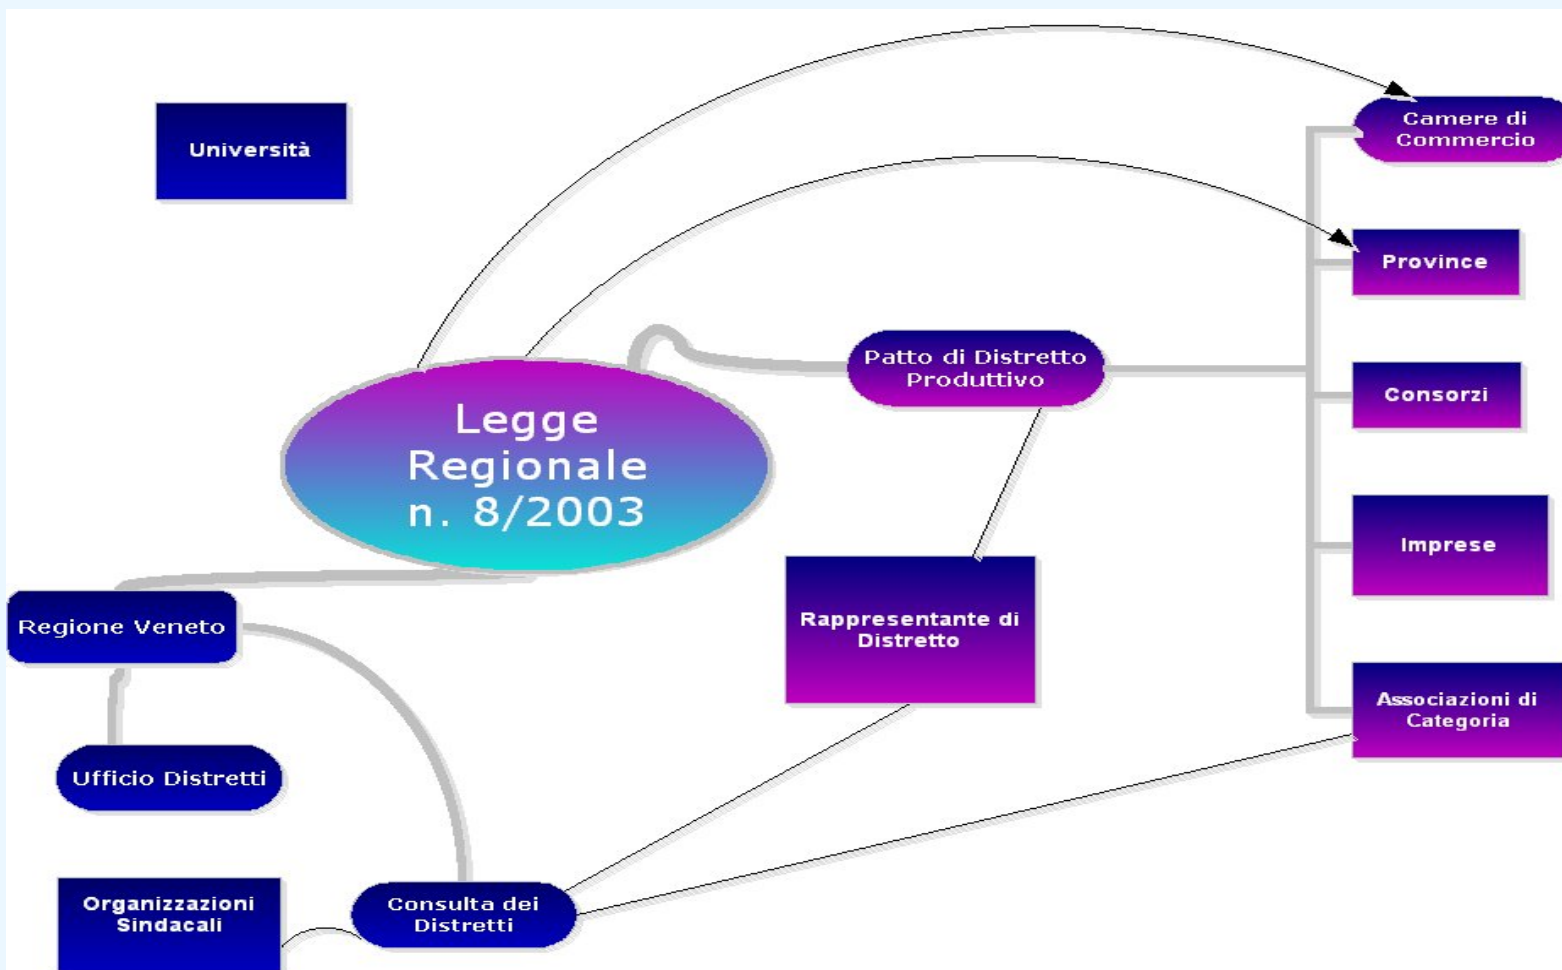 Università
Camere di
Commercio
Province
Patto di Distretto
Produttivo
Consorzi
Legge
Regionale
n. 8/2003
Imprese
Rappresentante di
Distretto
Regione Veneto
Associazioni di
Categoria
Ufficio Distretti
Organizzazioni
Sindacali
Consulta dei
Distretti